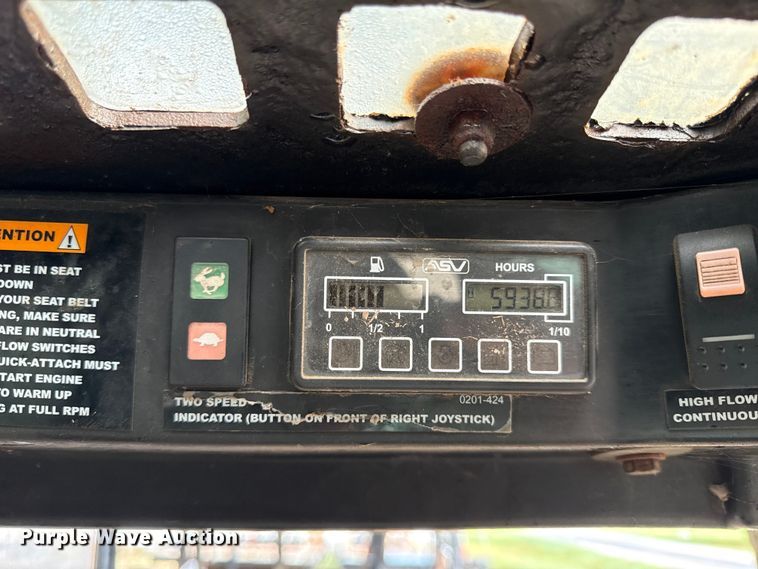 ENTION
ST BE IN SEAT
DOWN
YOUR SEAT BELT
NG, MAKE SURE
ARE IN NEUTRAL
FLOW SWITCHES
UICK-ATTACH MUST
START ENGINE
TO WARM UP
G AT FULL RPM
ASV
HOURS
5936.
0 1/2 1
1/10
TWO SPEED
0201-424
INDICATOR (BUTTON ON FRONT OF RIGHT JOYSTICK)
HIGH FLOW
CONTINUOU
Purple Wave Auction